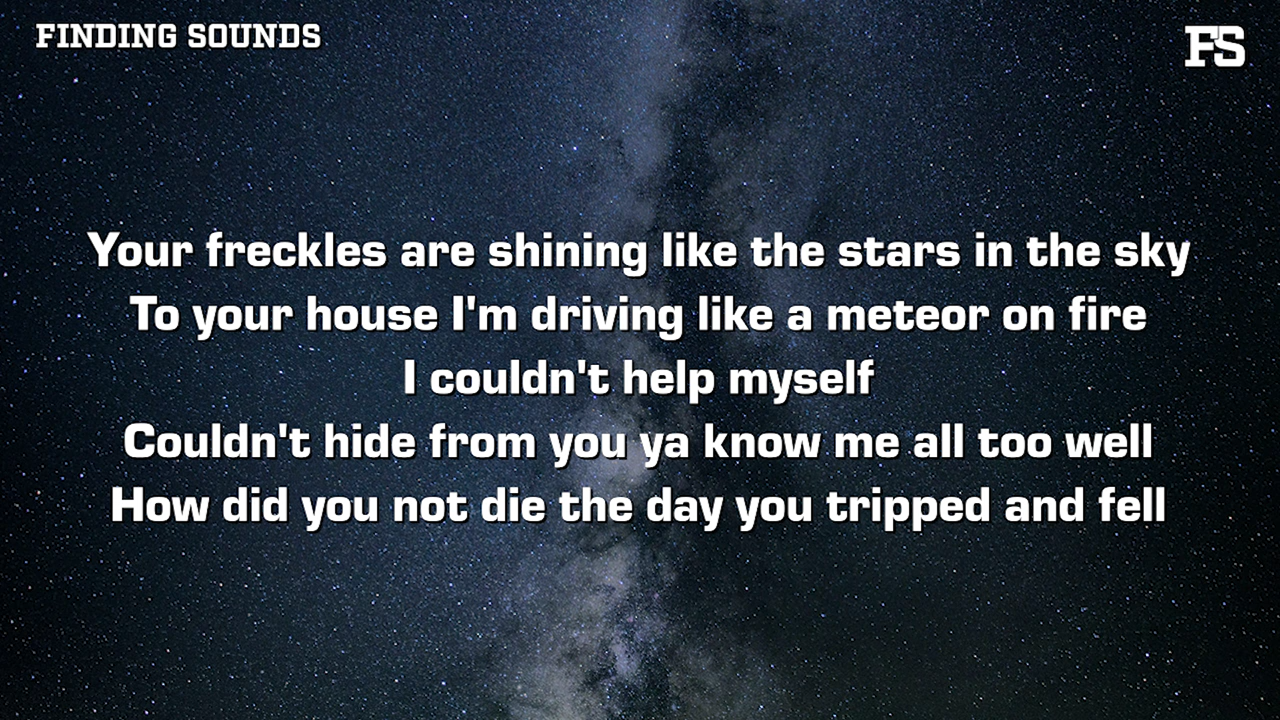 FINDING SOUNDS
FS
Your freckles are shining like the stars in the sky
To your house I'm driving like a meteor on fire
I couldn't help myself
Couldn't hide from you ya know me all too well
How did you not die the day you tripped and fell